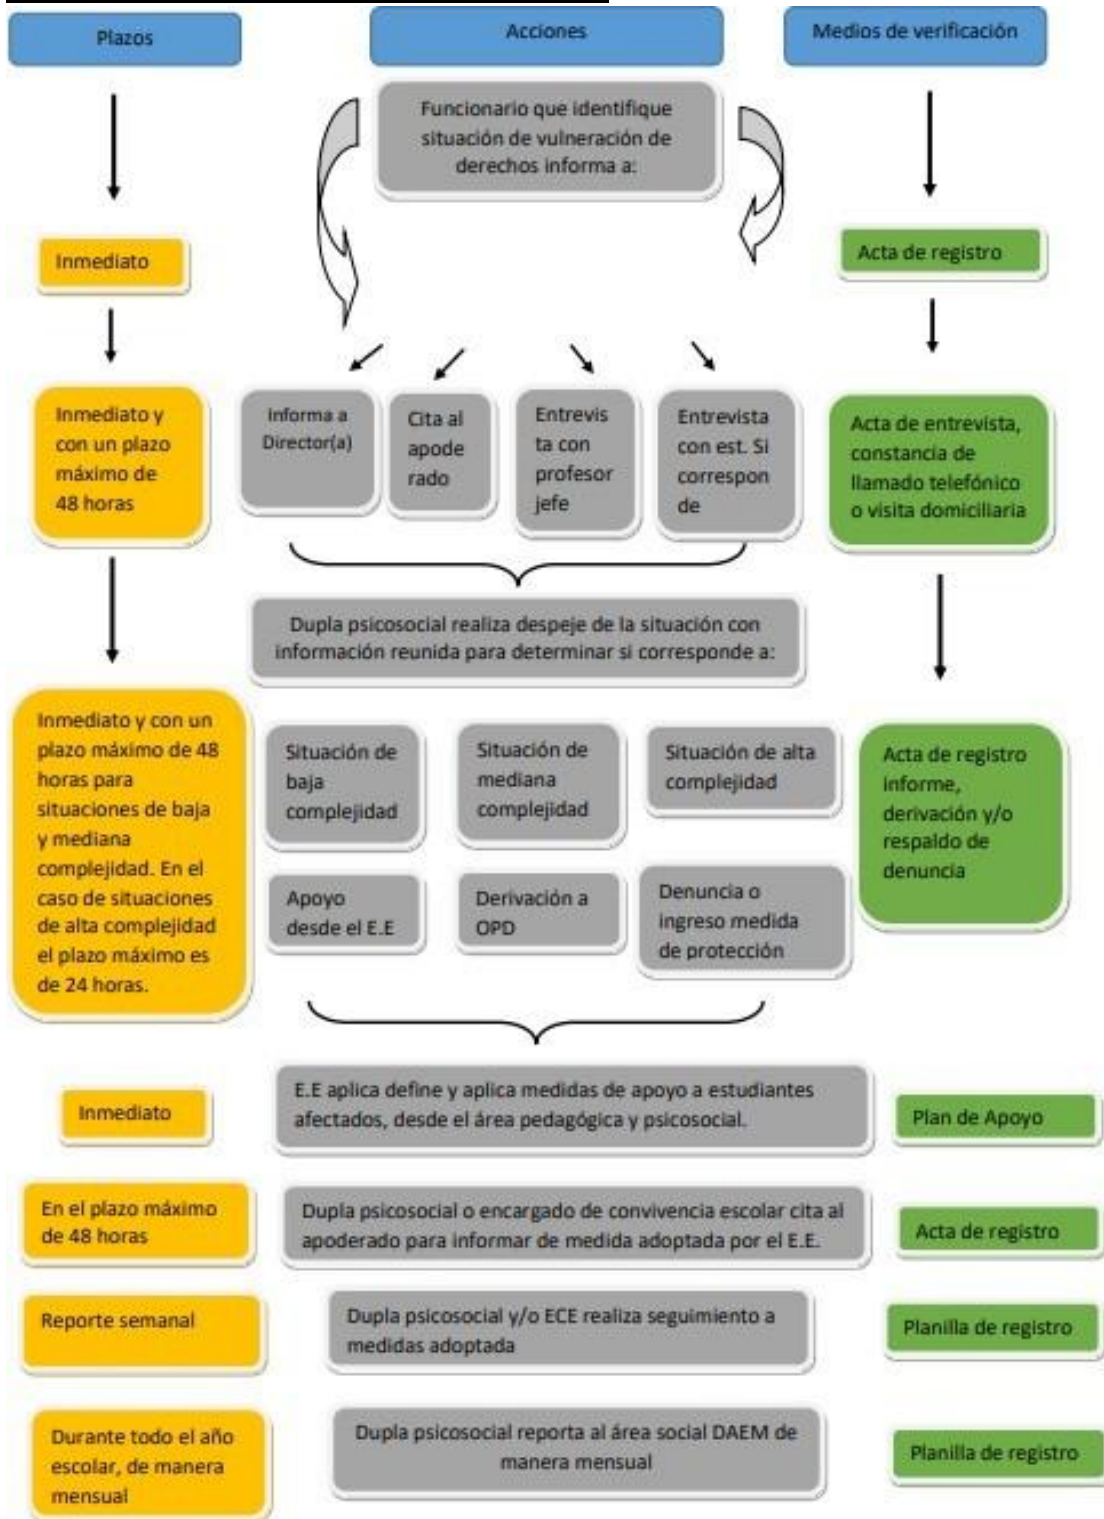 Plazos
Acciones
Medios de verificación
Funcionario que identifique
situación de vulneración de
derechos informa a:
Inmediato
Acta de registro
Inmediato y
con un plazo
máximo de
48 horas
Informa a
Director(a)
Cita al
apode
rado
Entrevis
ta con
profesor
jefe
Entrevista
con est. Si
correspon
de
Acta de entrevista,
constancia de
llamado telefónico
o visita domiciliaria
Dupla psicosocial realiza despeje de la situación con
información reunida para determinar si corresponde a:
Inmediato y con un
plazo máximo de 48
horas para
situaciones de baja
y mediana
complejidad. En el
caso de situaciones
de alta complejidad
el plazo máximo es
de 24 horas.
Situación de
baja
complejidad
Situación de
mediana
complejidad
Situación de alta
complejidad
Acta de registro
informe,
derivación y/o
respaldo de
denuncia
Apoyo
desde el E.E
Derivación a
OPD
Denuncia o
ingreso medida
de protección
Inmediato
E.E aplica define y aplica medidas de apoyo a estudiantes
afectados, desde el área pedagógica y psicosocial.
Plan de Apoyo
En el plazo máximo
de 48 horas
Dupla psicosocial o encargado de convivencia escolar cita al
apoderado para informar de medida adoptada por el E.E.
Acta de registro
Reporte semanal
Dupla psicosocial y/o ECE realiza seguimiento a
medidas adoptada
Planilla de registro
Durante todo el año
escolar, de manera
mensual
Dupla psicosocial reporta al área social DAEM de
manera mensual
Planilla de registro